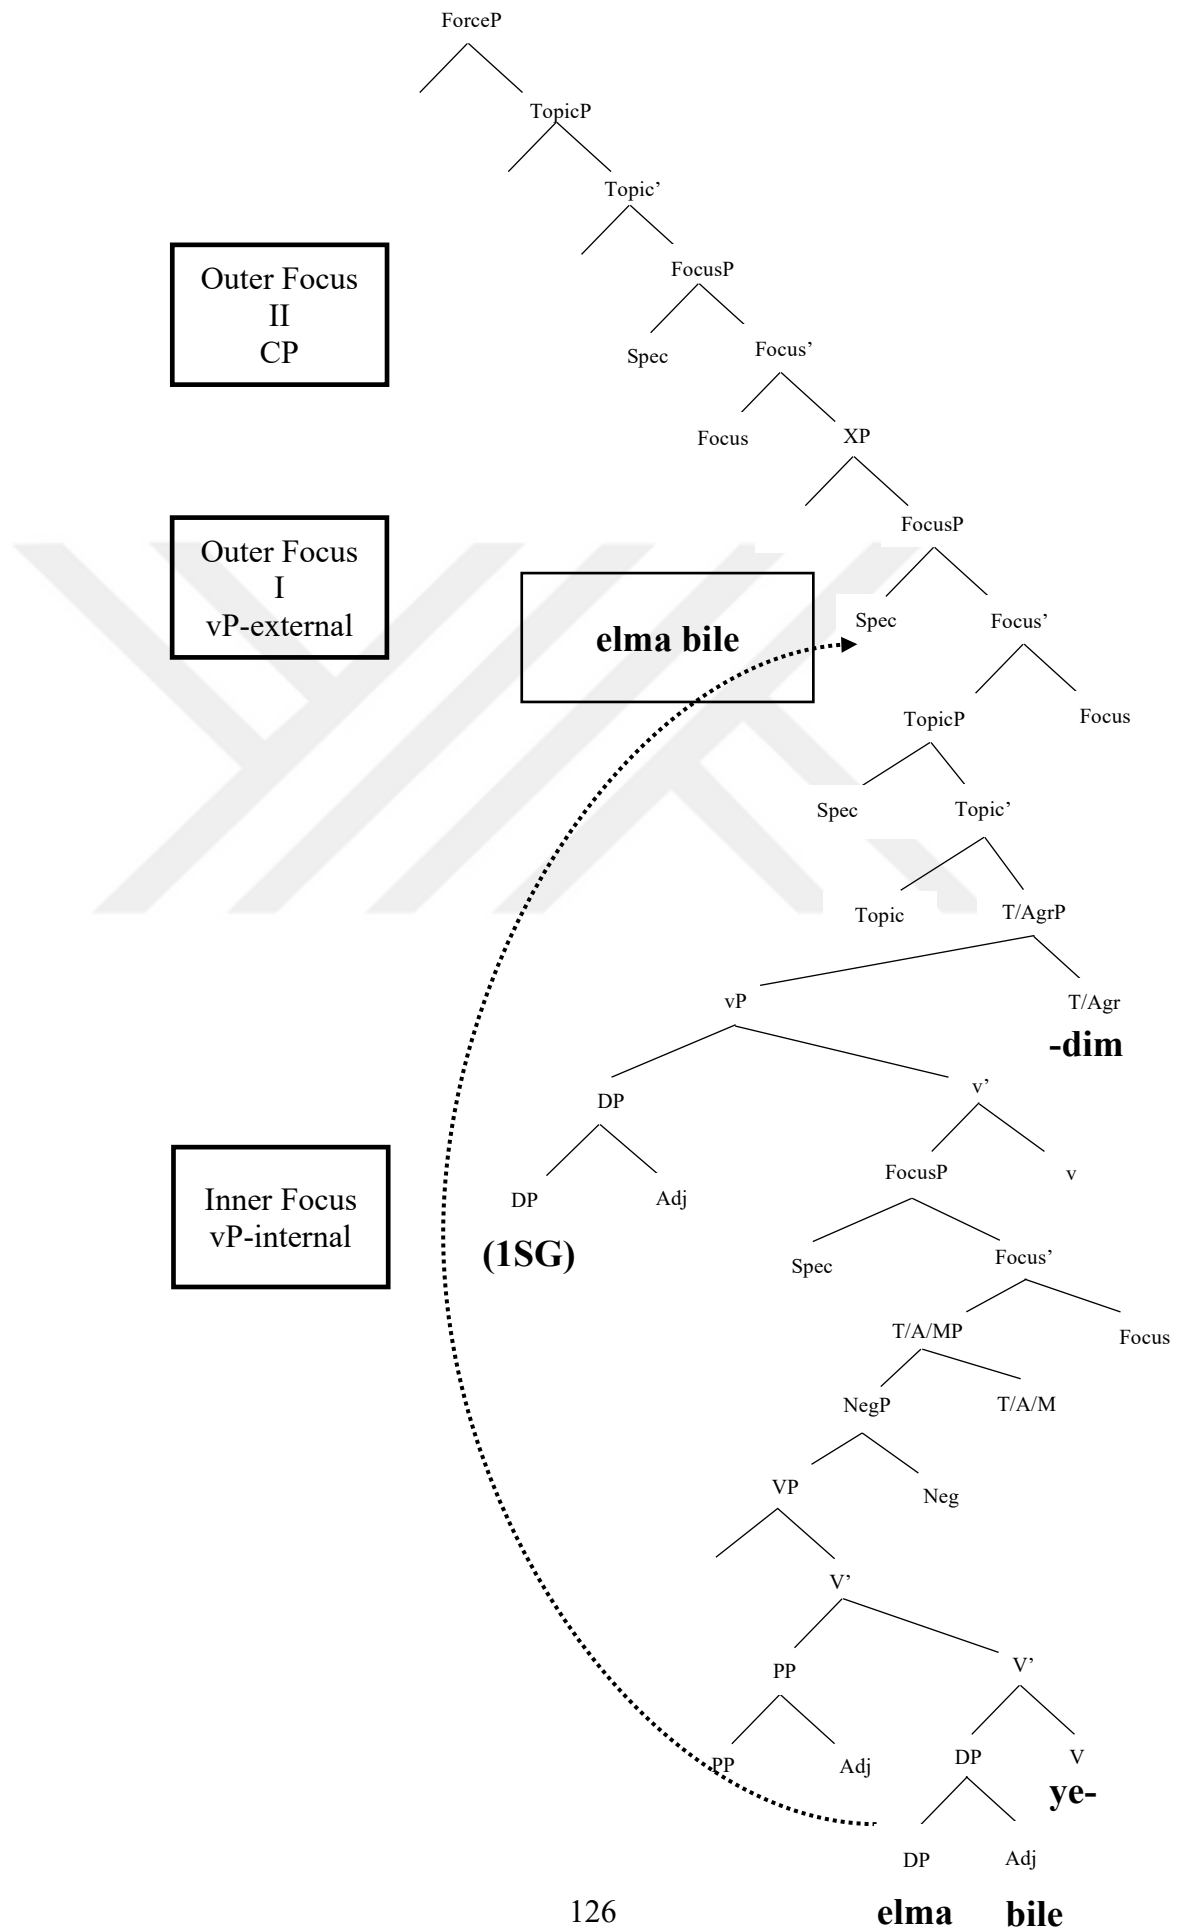 ForceP
TopicP
Topic’
Outer Focus
II
CP
FocusP
Spec
Focus’
Focus
XP
Outer Focus
I
vP-external
FocusP
elma bile
Spec
Focus’
TopicP
Focus
Spec
Topic’
Topic
T/AgrP
vP
T/Agr
-dim
DP
v’
Inner Focus
vP-internal
FocusP
v
DP
Adj
(1SG)
Spec
Focus’
T/A/MP
Focus
NegP
T/A/M
VP
Neg
V’
PP
V’
PP
Adj
DP
V
ye-
DP
Adj
elma
bile
126